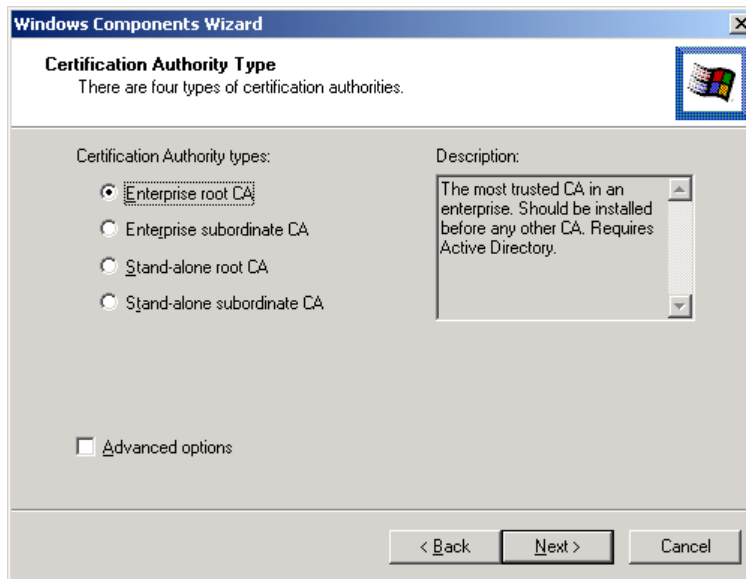 Windows Components Wizard
Certification Authority Type
There are four types of certification authorities.
Certification Authority types:
Enterprise root CA
Enterprise subordinate CA
Stand-alone root CA
Stand-alone subordinate CA
Description:
The most trusted CA in an
enterprise. Should be installed
before any other CA. Requires
Active Directory.
Advanced options
< Back
Next >
Cancel